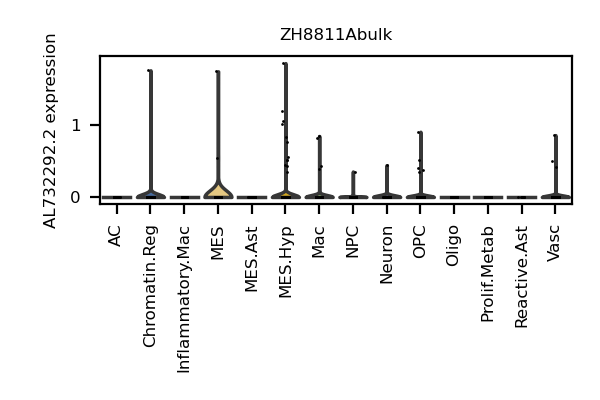 ZH8811Abulk
AL732292.2 expression
1
0
AC
Chromatin.Reg
Inflammatory.Mac
MES
MES.Ast
MES.Hyp
Mac
NPC
Neuron
OPC
Oligo
Prolif.Metab
Reactive.Ast
Vasc